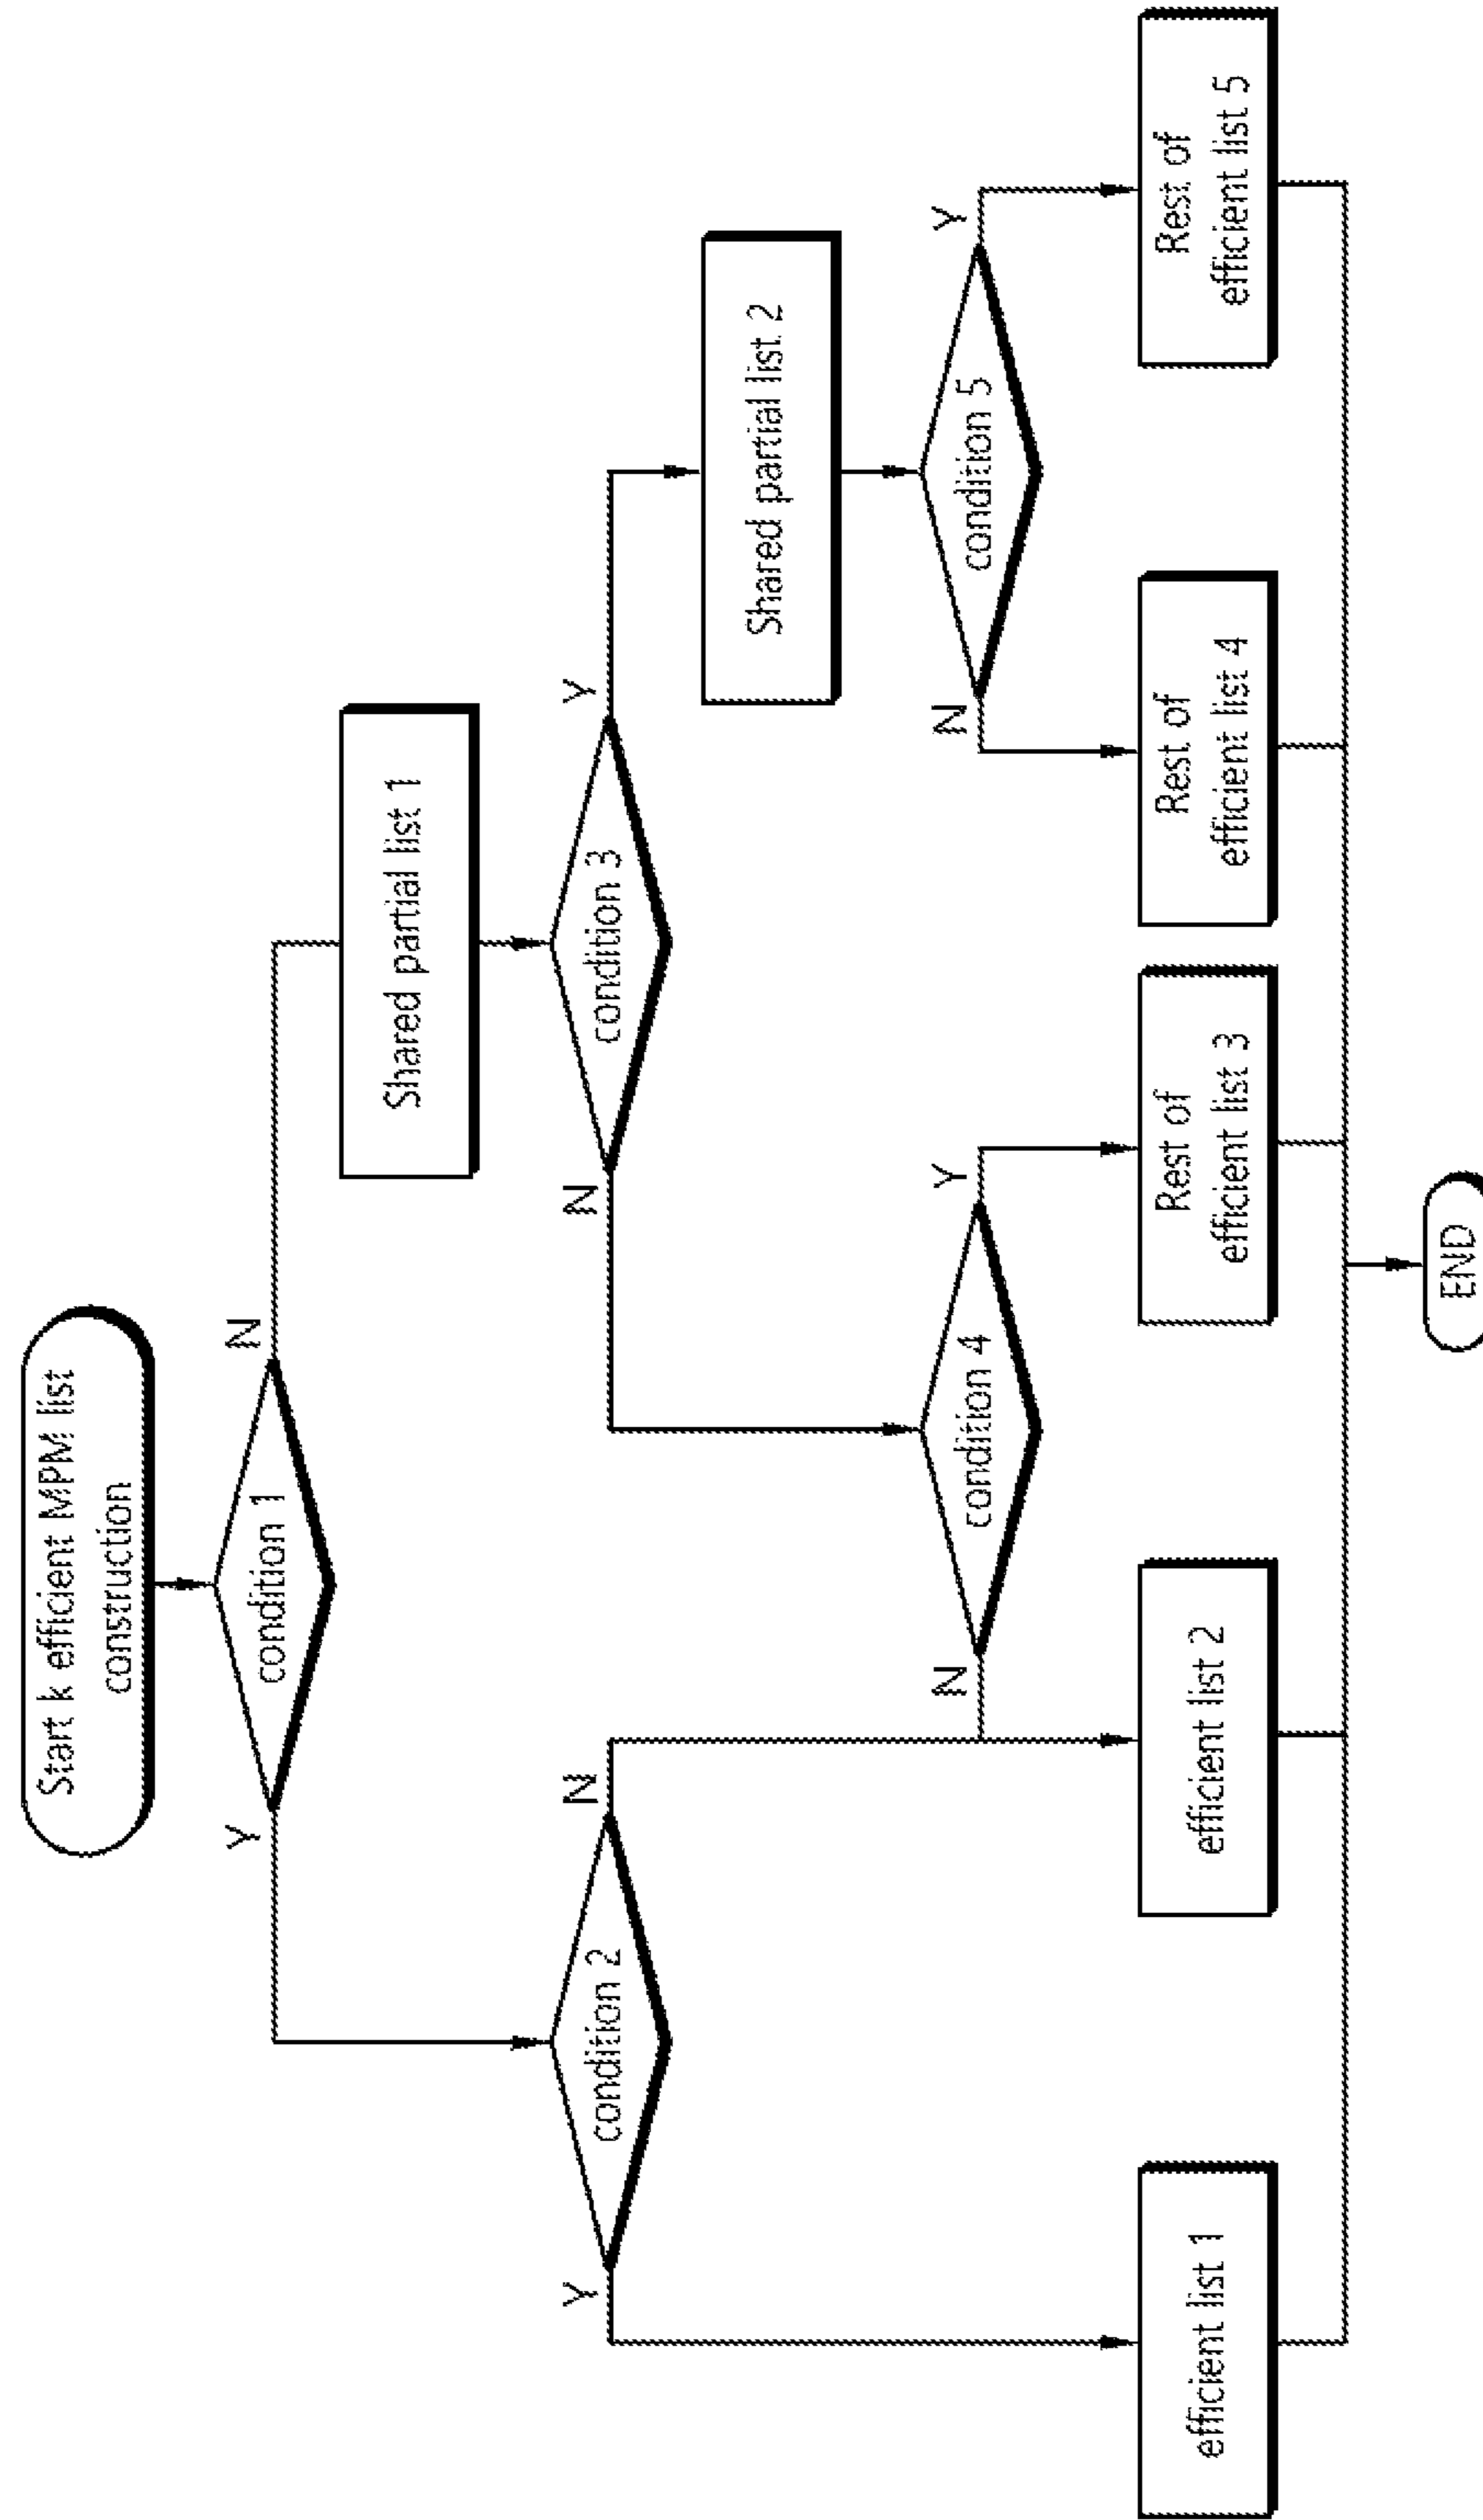 Start k efficient MPM list
construction
Y
condition 1
N
Shared partial list 1
Y
condition 2
N
N
condition 3
Y
Shared partial list 2
N
condition 4
Y
N
condition 5
Y
efficient list 1
efficient list 2
Rest of
efficient list 3
Rest of
efficient list 4
Rest of
efficient list 5
END